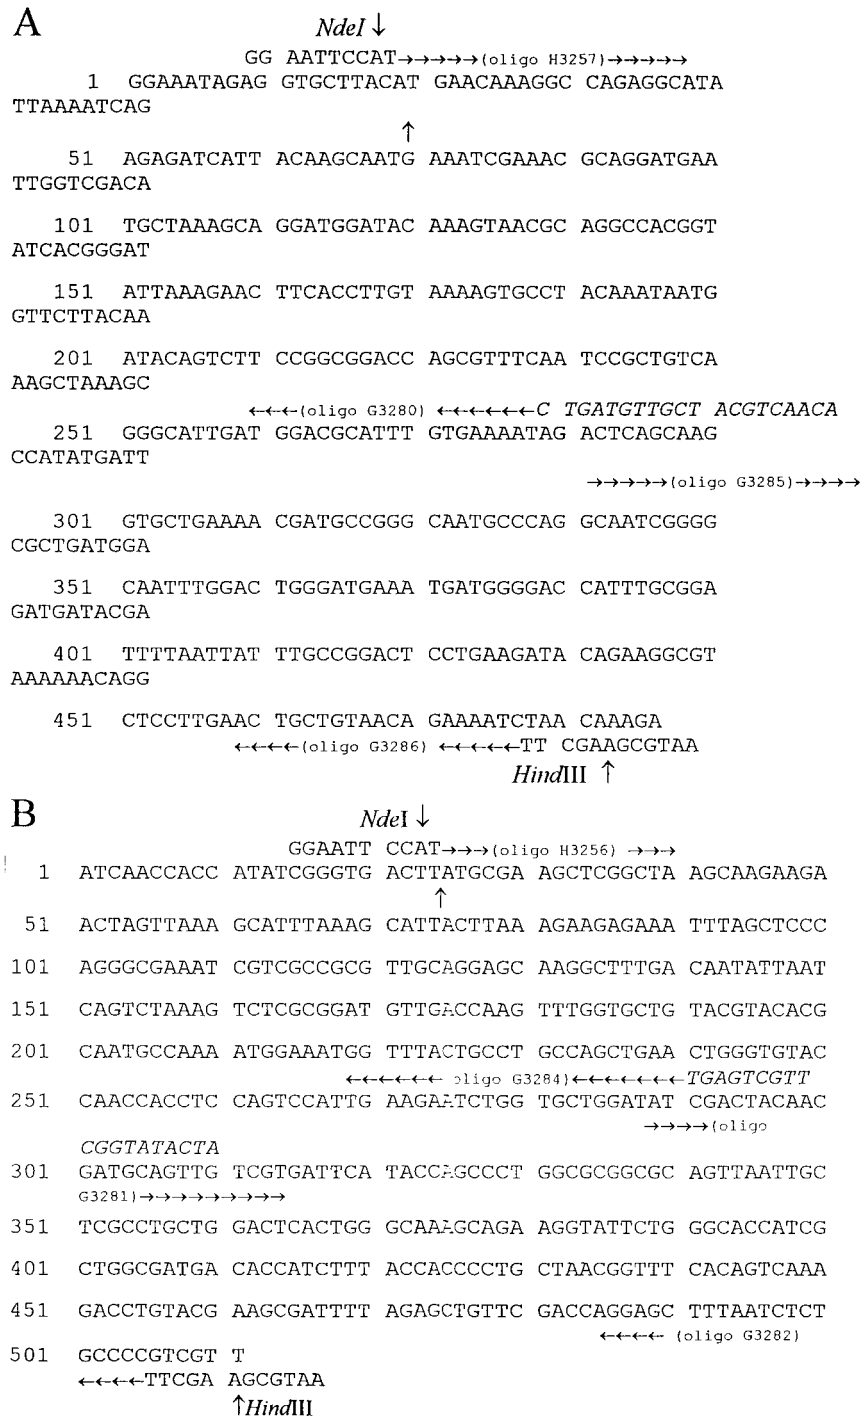 A
NdeI ↓
GG AATTCCAT→→→→→(oligo H3257)→→→→→
1 GGAAATAGAG GTGCTTACAT GAACAAAGGC CAGAGGCATA
TTAAAATCAG
↑
51 AGAGATCATT ACAAGCAATG AAATCGAAAC GCAGGATGAA
TTGGTCGACA
101 TGCTAAAGCA GGATGGATAC AAAGTAACGC AGGCCACGGT
ATCACGGGAT
151 ATTAAAGAAC TTCACCTTGT AAAAGTGCCT ACAAATAATG
GTTCTTACAA
201 ATACAGTCTT CCGGCGGACC AGCGTTTCAA TCCGCTGTCA
AAGCTAAAGC
←←←(oligo G3280) ←←←←←←C TGATGTTGCT ACGTCAACA
251 GGGCATTGAT GGACGCATTT GTGAAAATAG ACTCAGCAAG
CCATATGATT
→→→→→(oligo G3285)→→→→
301 GTGCTGAAAA CGATGCCGGG CAATGCCCAG GCAATCGGGG
CGCTGATGGA
351 CAATTTGGAC TGGGATGAAA TGATGGGGAC CATTTGCGGA
GATGATACGA
401 TTTTAATTAT TTGCCGGACT CCTGAAGATA CAGAAGGCGT
AAAAAACAGG
451 CTCCTTGAAC TGCTGTAACA GAAAATCTAA CAAAGA
←←←←(oligo G3286) ←←←←←TT CGAAGCGTAA
HindIII ↑
B
NdeI ↓
GGAATT CCAT→→→(oligo H3256) →→→
1 ATCAACCACC ATATCGGGTG ACTTATGCGA AGCTCGGCTA AGCAAGAAGA
↑
51 ACTAGTTAAA GCATTTAAAGC CATTACTTAA AGAAGAGAAA TTTAGCTCCC
101 AGGGCGAAAT CGTCGCCGCG TTGCAGGAGC AAGGCTTTGA CAATATTAAT
151 CAGTCTAAAG TCTCGCGGAT GTTGACCAAG TTTGGTGCTG TACGTACACG
201 CAATGCCAAA ATGGAAATGG TTTACTGCCT GCCAGCTGAA CTGGGTGTAC
←←←←←← oligo G3284)←←←←←←←TGAGTCGTT
251 CAACCACCTC CAGTCCATTG AAGAATCTGG TGCTGGATAT CGACTACAAC
→→→→(oligo
CGGTATACTA
301 GATGCAGTTG TCGTGATTCA TACCAGCCCT GGCGCGGCGC AGTTAATTGC
G3281)→→→→→→→→→
351 TCGCCTGCTG GACTCACTGG GCAAAGCAGA AGGTATTCTG GGCACCATCG
401 CTGGCGATGA CACCATCTTT ACCACCCCTG CTAACGGTTT CACAGTCAAA
451 GACCTGTACG AAGCGATTTT AGAGCTGTTC GACCAGGAGC TTTAATCTCT
←←←← (oligo G3282)
501 GCCCCGTCGT T
←←←←TTCGA AGCGTAA
↑HindIII